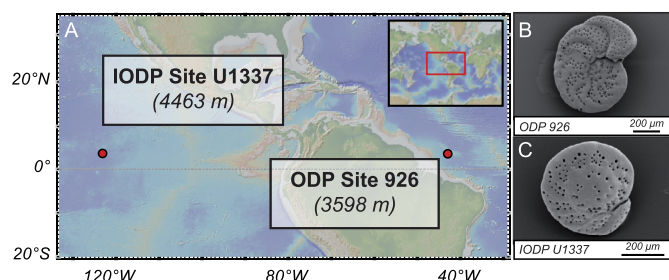 A
IODP Site U1337
(4463 m)
ODP Site 926
(3598 m)
20°N
0°
20°S
120°W
80°W
40°W
B
ODP 926
200 µm
C
IODP U1337
200 µm